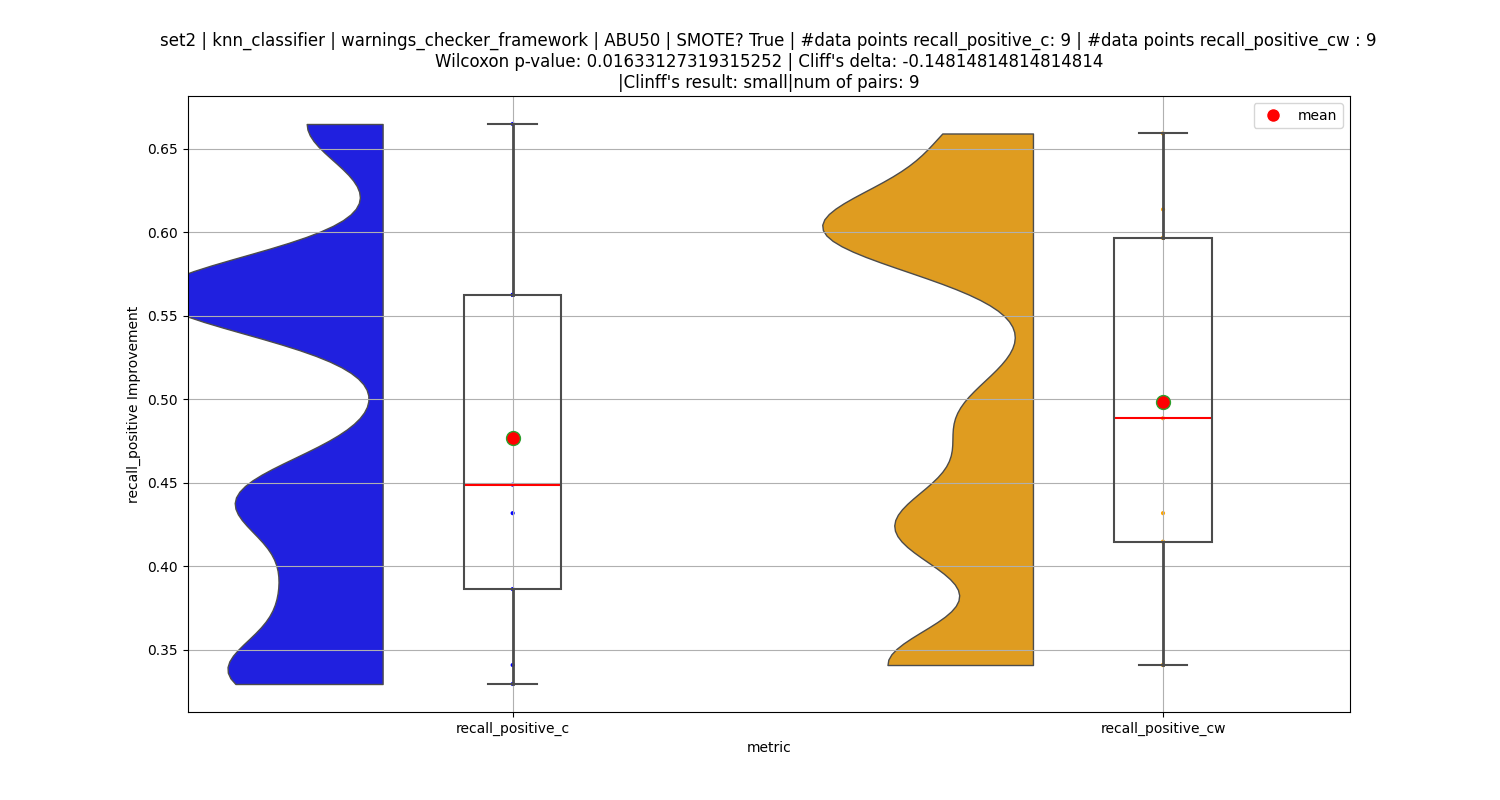 set2 | knn_classifier | warnings_checker_framework | ABU50 | SMOTE? True | #data points recall_positive_c: 9 | #data points recall_positive_cw : 9
Wilcoxon p-value: 0.01633127319315252 | Cliff's delta: -0.14814814814814814
|Clinff's result: small|num of pairs: 9
mean
0.65
0.60
0.55
0.50
0.45
0.40
0.35
recall_positive Improvement
recall_positive_c
recall_positive_cw
metric